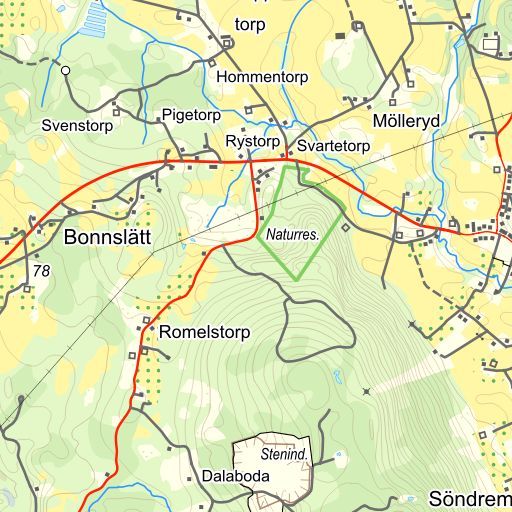 torp
Hommentorp
Pigetorp
Svenstorp
Mölleryd
Rystorp
Svartetorp
Bonnslätt
Naturres.
78
Romelstorp
Stenind.
Dalaboda
Söndrem